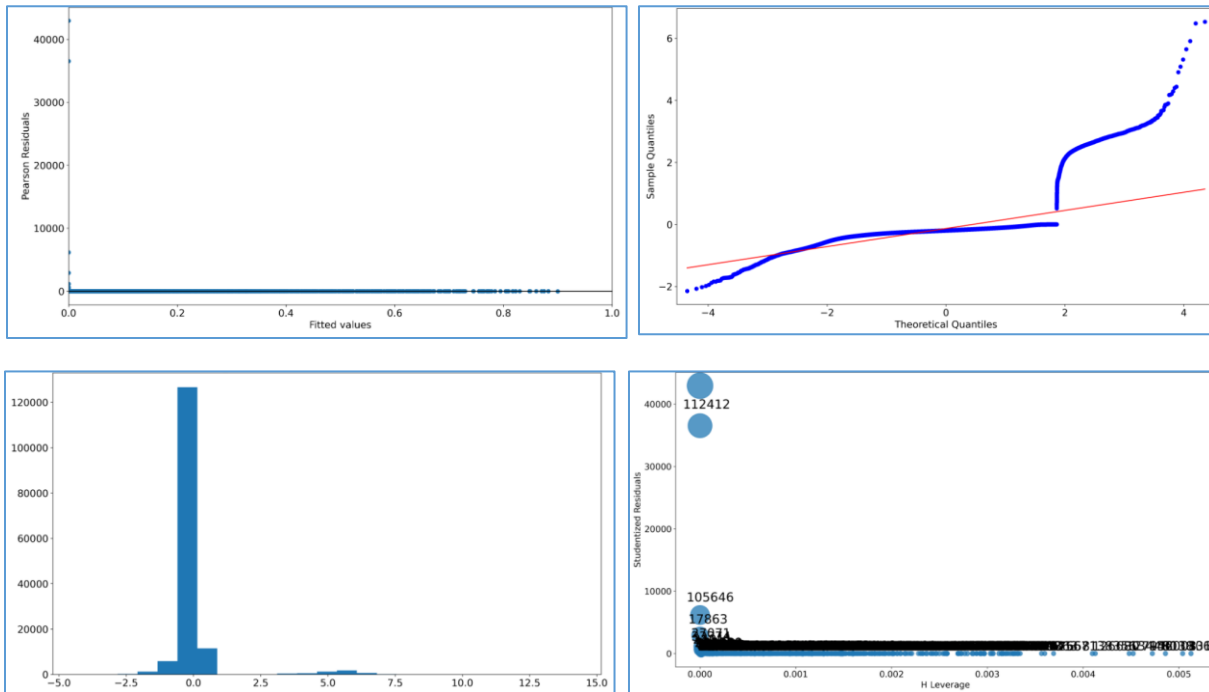 40000
30000
20000
10000
0
Pearson Residuals
0.0 0.2 0.4 0.6 0.8 1.0
Fitted values
6
4
2
0
−2
Sample Quantiles
−4 −2 0 2 4
Theoretical Quantiles
120000
100000
80000
60000
40000
20000
0
−5.0 −2.5 0.0 2.5 5.0 7.5 10.0 12.5 15.0
40000
30000
20000
10000
0
Studentized Residuals
112412
105646
17863
0.000 0.001 0.002 0.003 0.004 0.005
H Leverage